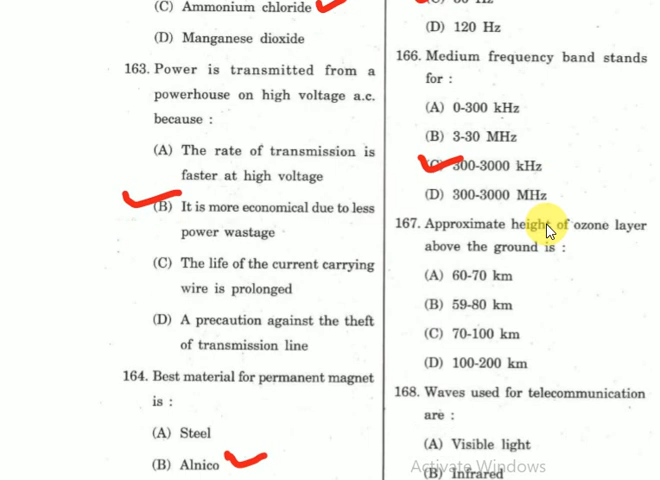 (C) Ammonium chloride
(D) Manganese dioxide
163. Power is transmitted from a
powerhouse on high voltage a.c.
because :
(A) The rate of transmission is
faster at high voltage
(B) It is more economical due to less
power wastage
(C) The life of the current carrying
wire is prolonged
(D) A precaution against the theft
of transmission line
164. Best material for permanent magnet
is :
(A) Steel
(B) Alnico
(D) 120 Hz
166. Medium frequency band stands
for :
(A) 0-300 kHz
(B) 3-30 MHz
(C) 300-3000 kHz
(D) 300-3000 MHz
167. Approximate height of ozone layer
above the ground is :
(A) 60-70 km
(B) 59-80 km
(C) 70-100 km
(D) 100-200 km
168. Waves used for telecommunication
are :
(A) Visible light
(B) Infrared
Activate Windows